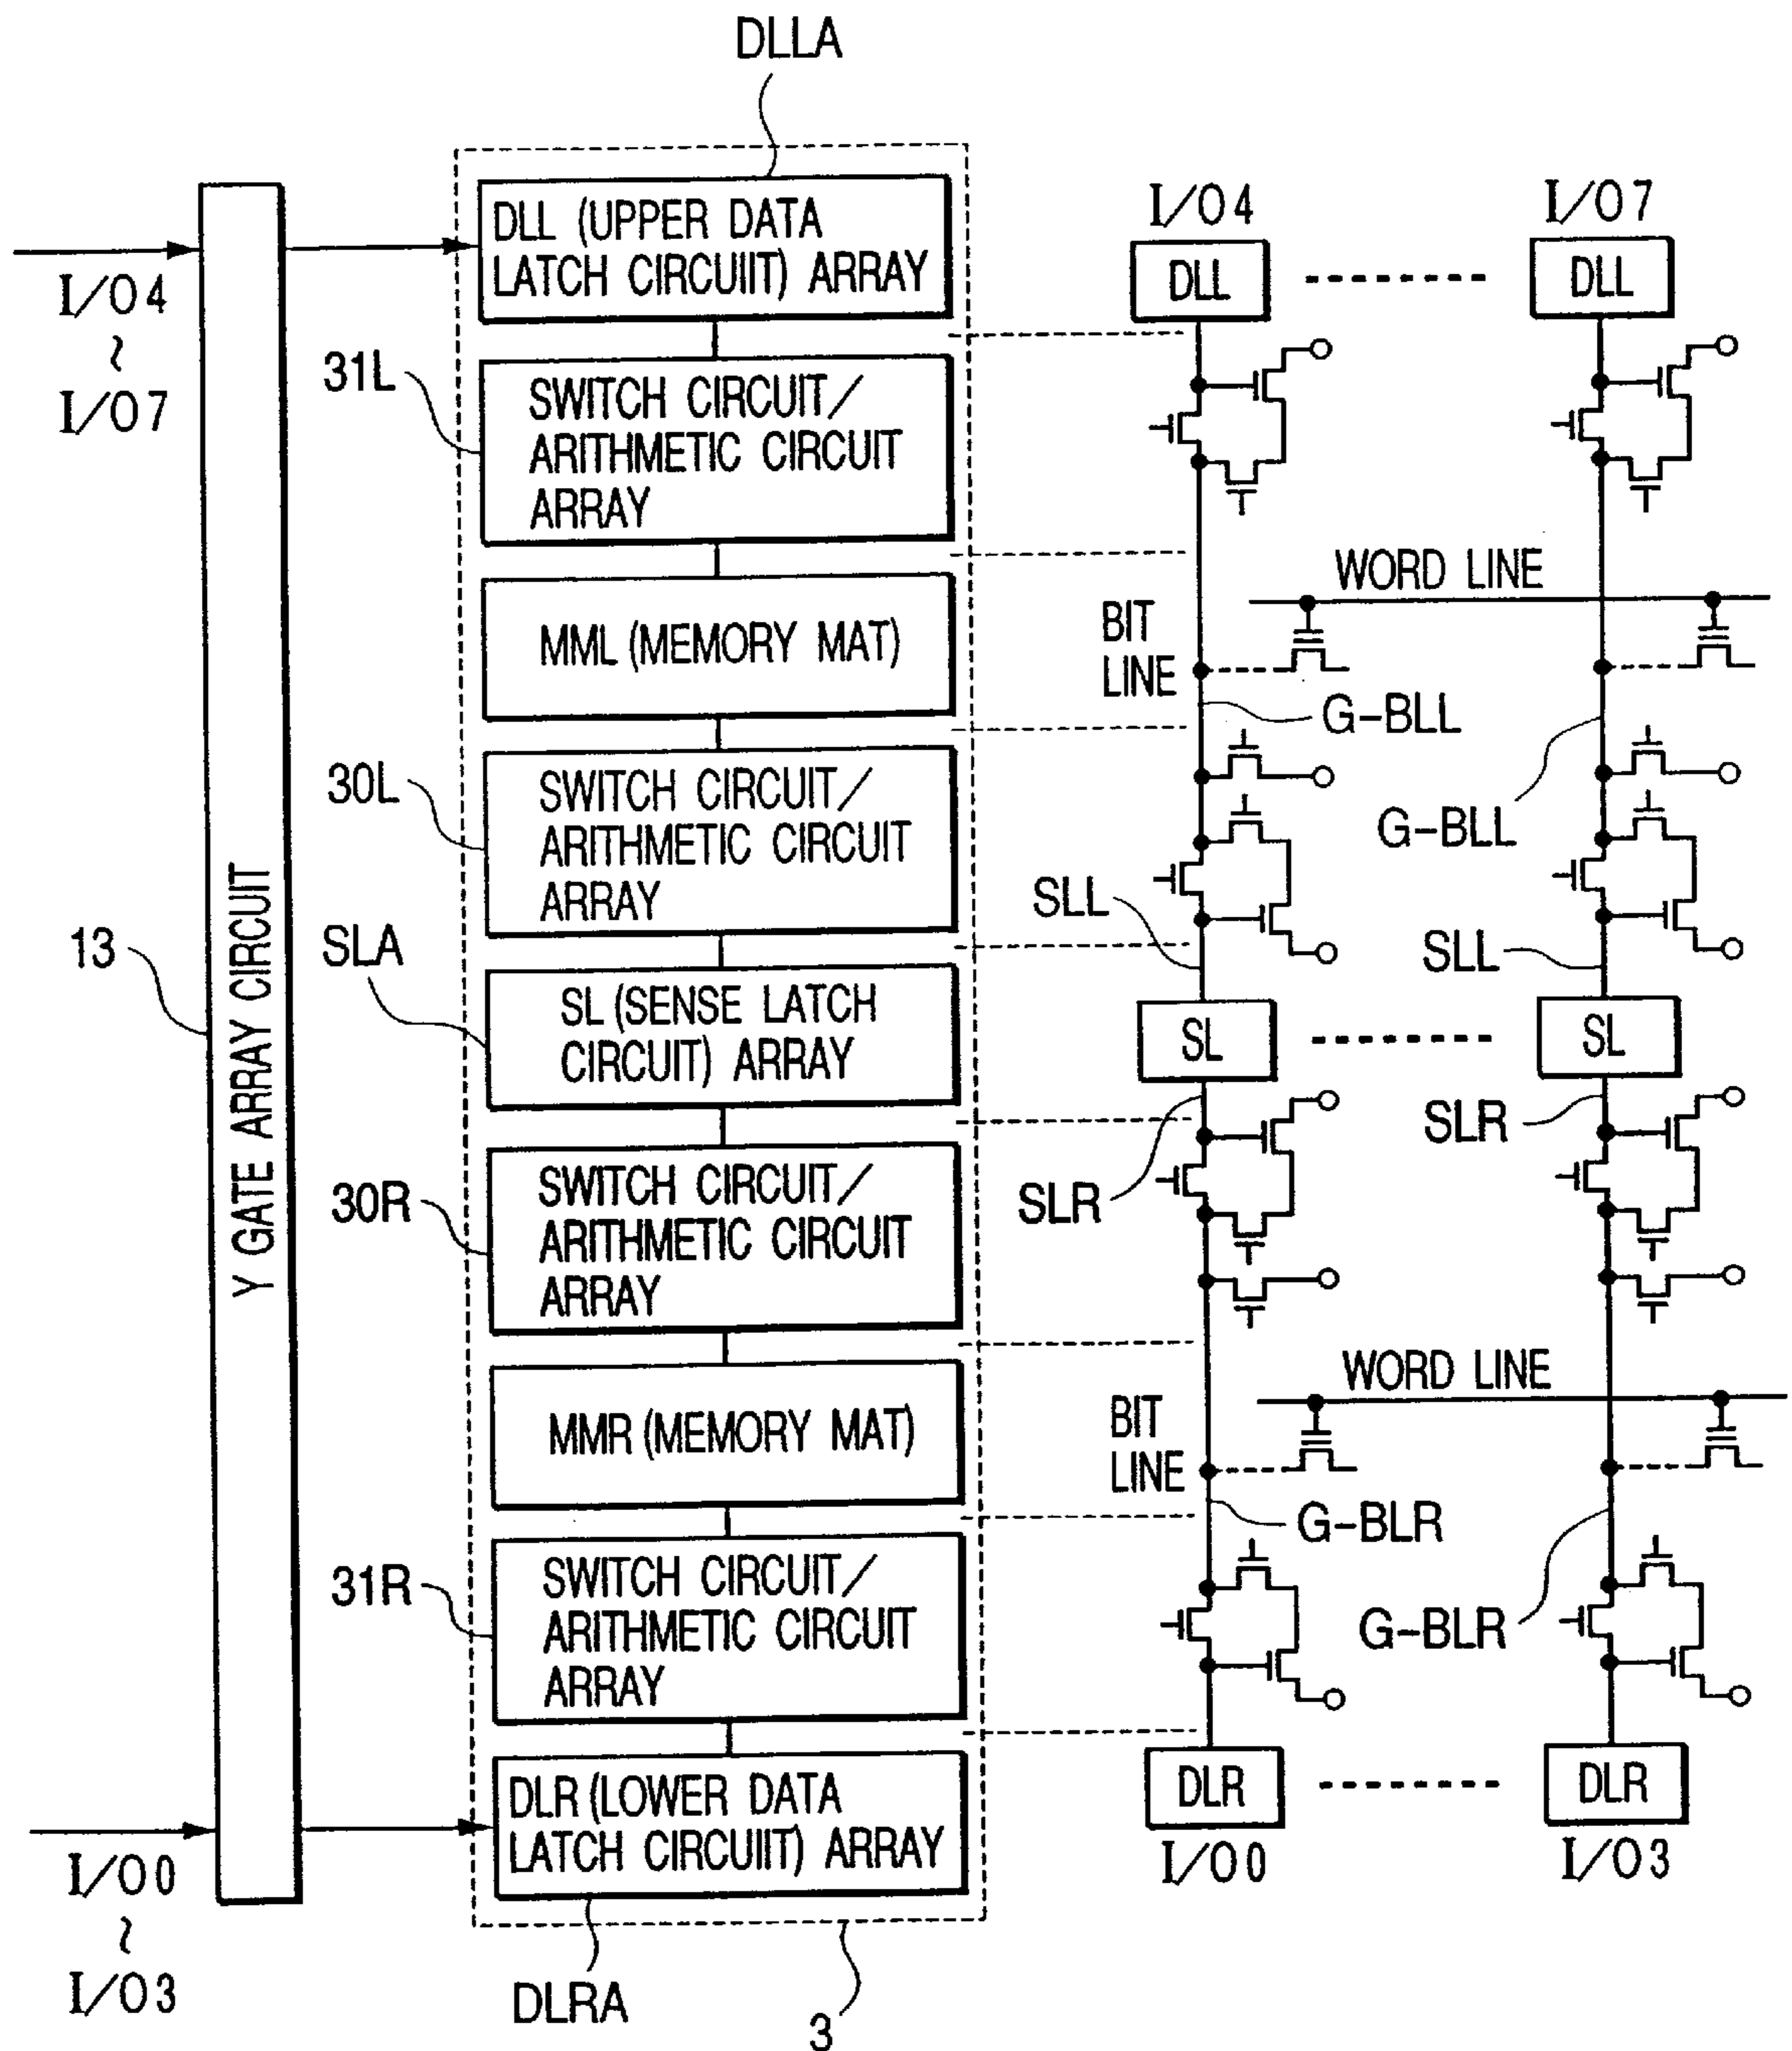 DLLA
I/O4
I/O7
DLL (UPPER DATA
LATCH CIRCUIIT) ARRAY
DLL
DLL
I/O4
~
I/O7
31L
SWITCH CIRCUIT/
ARITHMETIC CIRCUIT
ARRAY
WORD LINE
BIT
LINE
MML (MEMORY MAT)
G-BLL
G-BLL
30L
SWITCH CIRCUIT/
ARITHMETIC CIRCUIT
ARRAY
SLL
SLL
13
Y GATE ARRAY CIRCUIT
SLA
SL (SENSE LATCH
CIRCUIT) ARRAY
SL
SL
SLR
SLR
30R
SWITCH CIRCUIT/
ARITHMETIC CIRCUIT
ARRAY
WORD LINE
BIT
LINE
MMR (MEMORY MAT)
G-BLR
G-BLR
31R
SWITCH CIRCUIT/
ARITHMETIC CIRCUIT
ARRAY
DLR (LOWER DATA
LATCH CIRCUIIT) ARRAY
DLR
DLR
I/O0
I/O3
I/O0
~
I/O3
DLRA
3